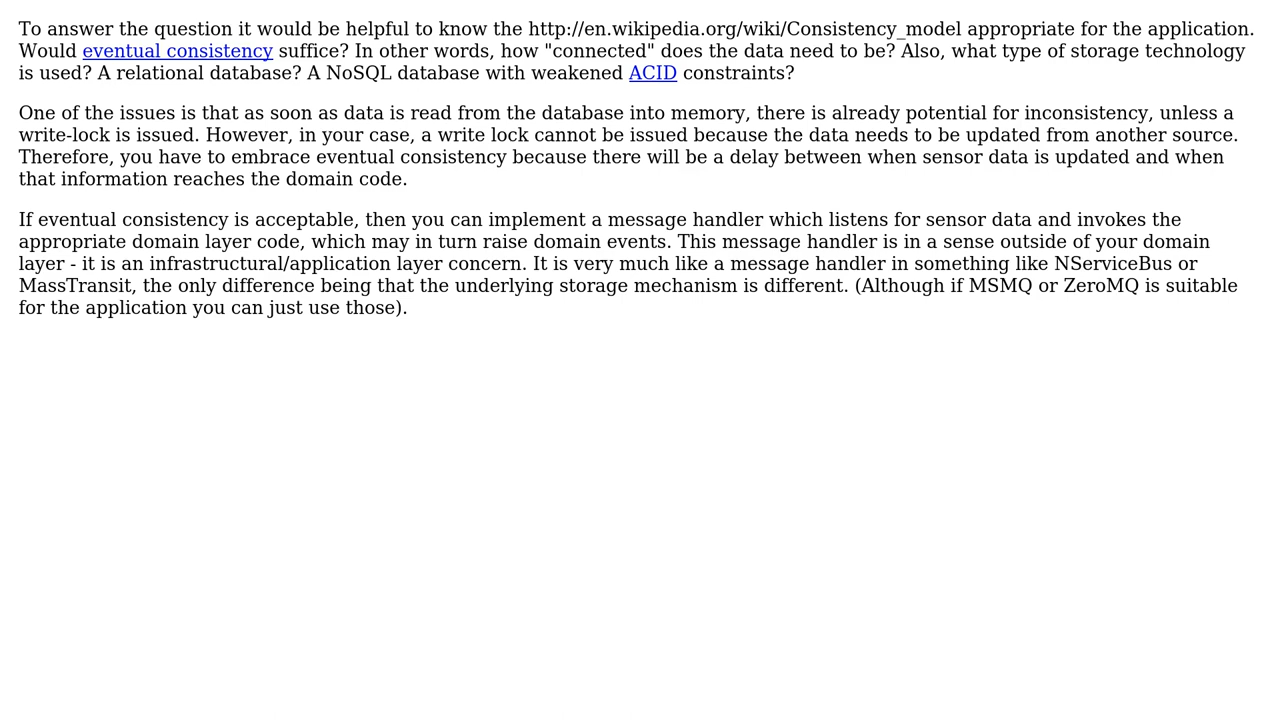 To answer the question it would be helpful to know the http://en.wikipedia.org/wiki/Consistency_model appropriate for the application.
Would eventual consistency suffice? In other words, how "connected" does the data need to be? Also, what type of storage technology
is used? A relational database? A NoSQL database with weakened ACID constraints?
One of the issues is that as soon as data is read from the database into memory, there is already potential for inconsistency, unless a
write-lock is issued. However, in your case, a write lock cannot be issued because the data needs to be updated from another source.
Therefore, you have to embrace eventual consistency because there will be a delay between when sensor data is updated and when
that information reaches the domain code.
If eventual consistency is acceptable, then you can implement a message handler which listens for sensor data and invokes the
appropriate domain layer code, which may in turn raise domain events. This message handler is in a sense outside of your domain
layer - it is an infrastructural/application layer concern. It is very much like a message handler in something like NServiceBus or
MassTransit, the only difference being that the underlying storage mechanism is different. (Although if MSMQ or ZeroMQ is suitable
for the application you can just use those).